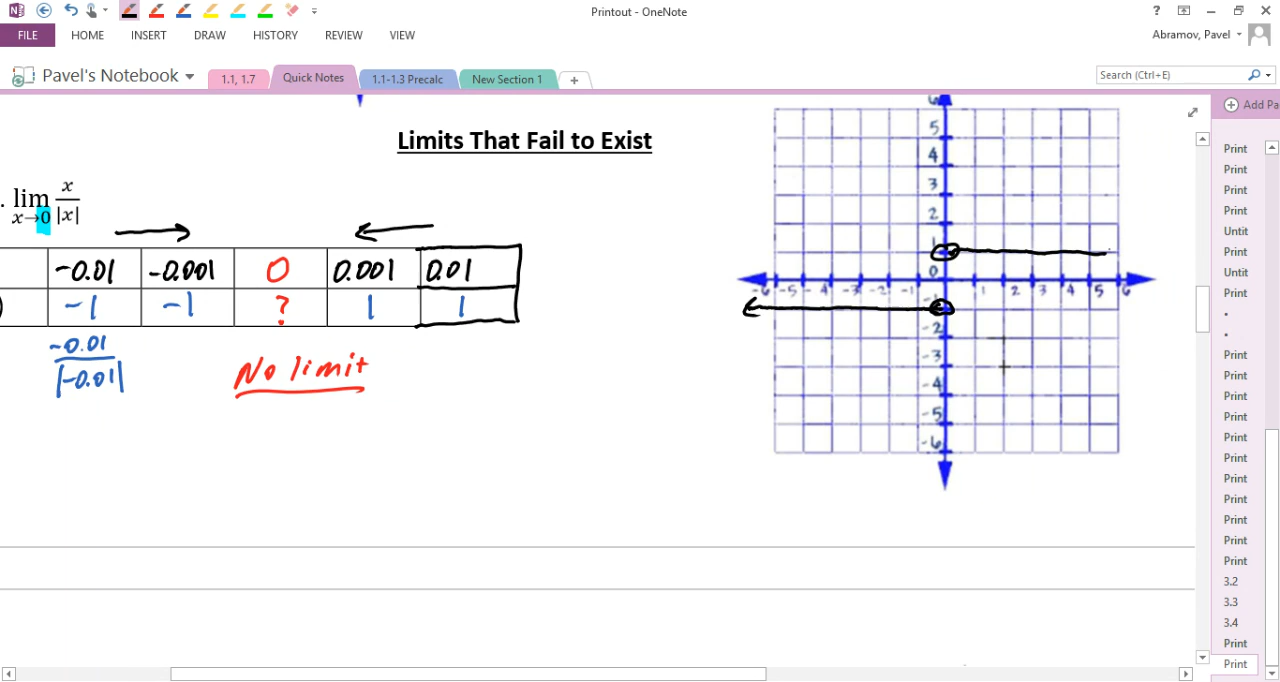 Printout - OneNote
FILE HOME INSERT DRAW HISTORY REVIEW VIEW
Abramov, Pavel
Pavel's Notebook
1.1, 1.7
Quick Notes
1.1-1.3 Precalc
New Section 1
Search (Ctrl+E)
Add Pa
Limits That Fail to Exist
. lim x→0 x/|x|
-0.01 -0.001 0 0.001 0.01
) -1 -1 ? 1 1
-0.01
|-0.01|
No limit
6
5
4
3
2
1
0
-6 -5 -4 -3 -2 -1 1 2 3 4 5 6
-1
-2
-3
-4
-5
-6
Print
Print
Print
Print
Untit
Print
Untit
Print
Print
Print
Print
Print
Print
Print
Print
Print
Print
Print
Print
3.2
3.3
3.4
Print
Print